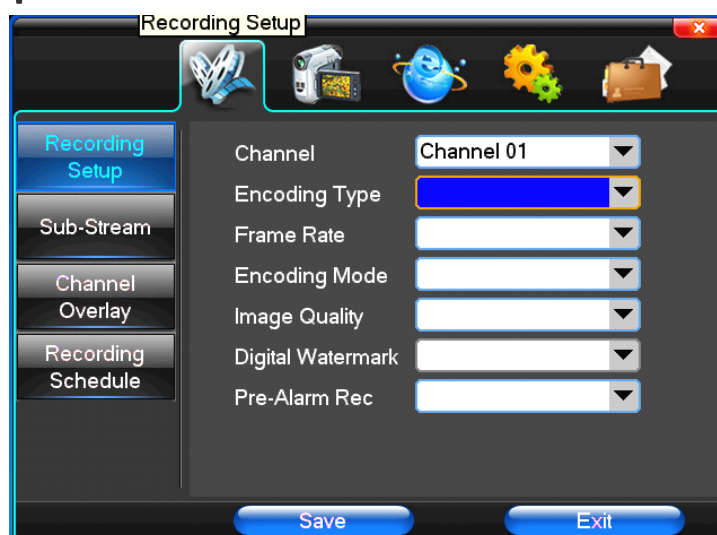 Recording Setup
Recording
Setup
Sub-Stream
Channel
Overlay
Recording
Schedule
Channel
Channel 01
Encoding Type
Frame Rate
Encoding Mode
Image Quality
Digital Watermark
Pre-Alarm Rec
Save
Exit